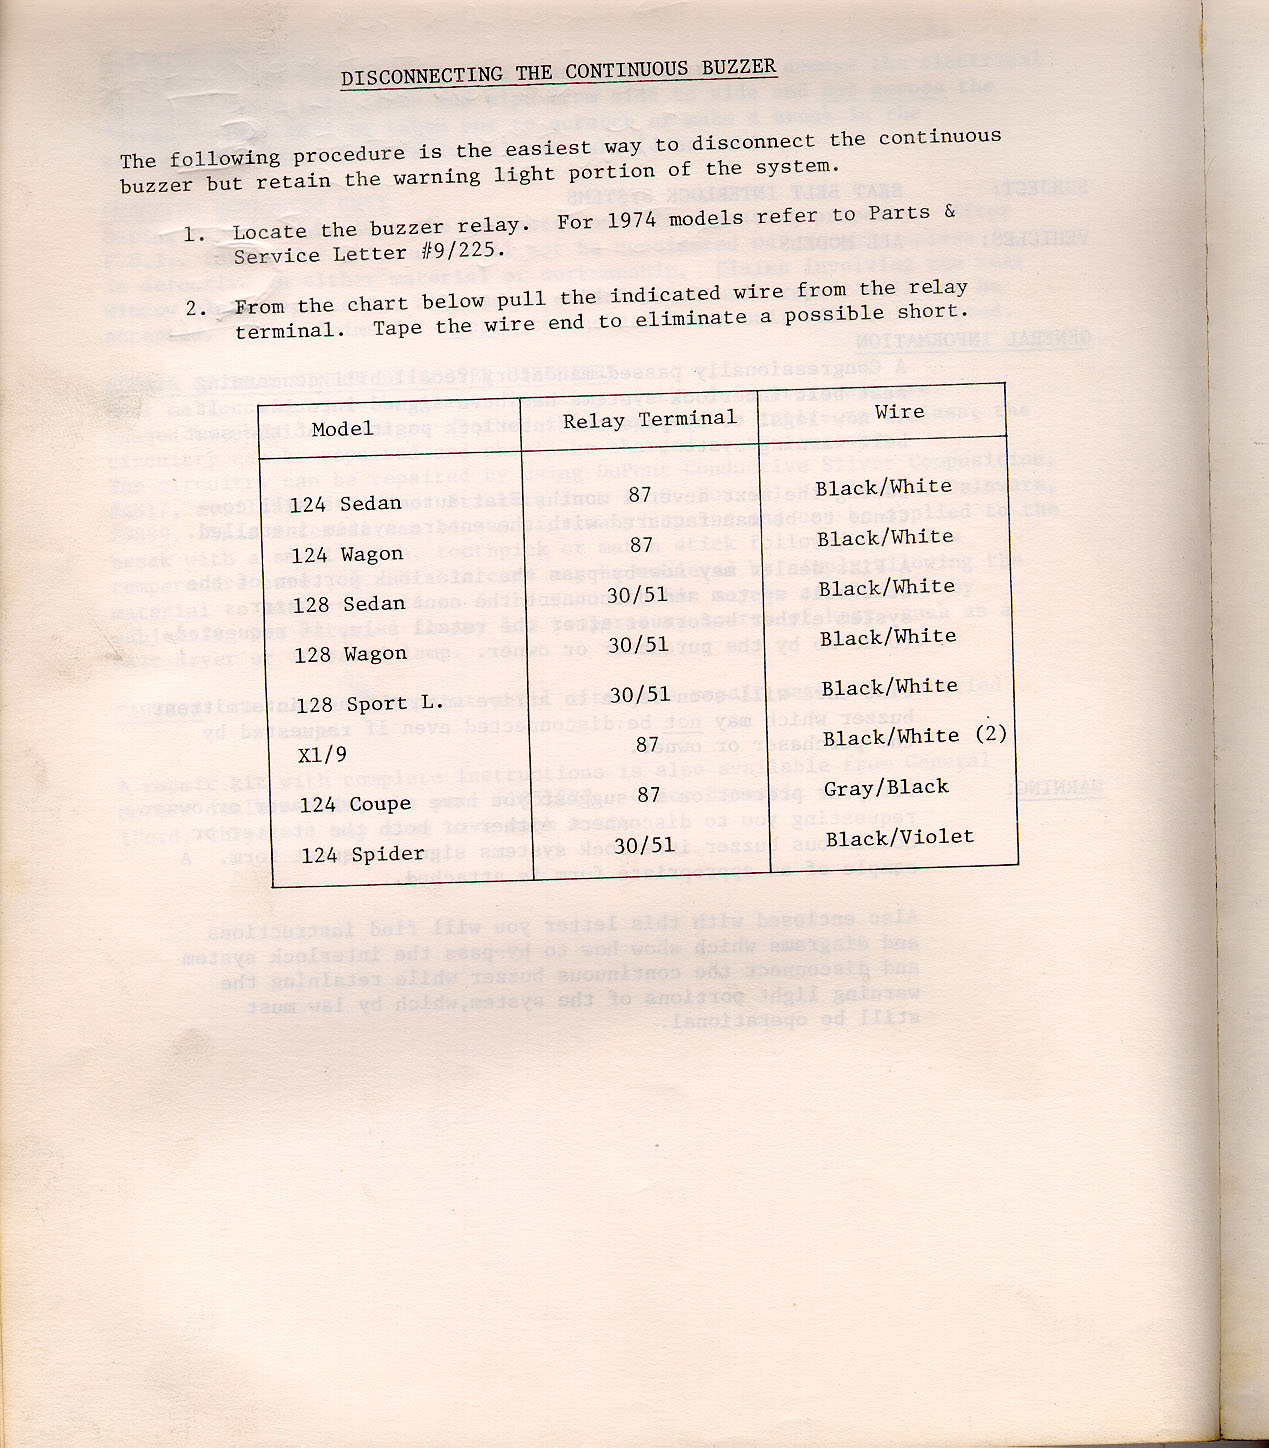 DISCONNECTING THE CONTINUOUS BUZZER
The following procedure is the easiest way to disconnect the continuous
buzzer but retain the warning light portion of the system.
1. Locate the buzzer relay. For 1974 models refer to Parts &
Service Letter #9/225.
2. From the chart below pull the indicated wire from the relay
terminal. Tape the wire end to eliminate a possible short.
Model Relay Terminal Wire
124 Sedan 87 Black/White
124 Wagon 87 Black/White
128 Sedan 30/51 Black/White
128 Wagon 30/51 Black/White
128 Sport L. 30/51 Black/White
X1/9 87 Black/White (2)
124 Coupe 87 Gray/Black
124 Spider 30/51 Black/Violet